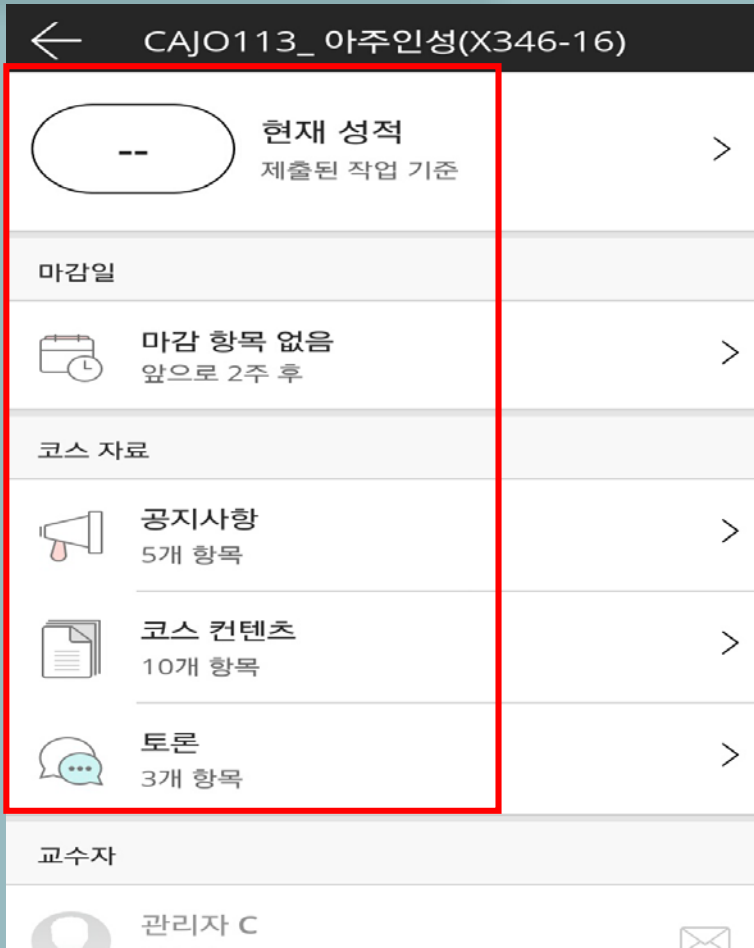 CAJO113_ 아주인성(X346-16)
--
현재 성적
제출된 작업 기준
마감일
마감 항목 없음
앞으로 2주 후
코스 자료
공지사항
5개 항목
코스 컨텐츠
10개 항목
토론
3개 항목
교수자
관리자 C